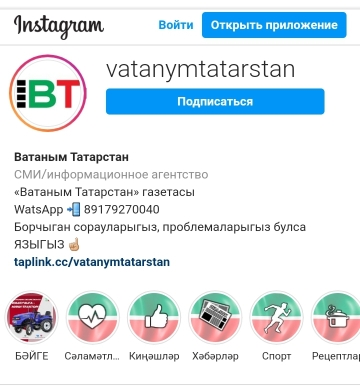 Instagram
Войти
Открыть приложение
ВТ
vatanymtatarstan
Подписаться
Ватаным Татарстан
СМИ/информационное агентство
«Ватаным Татарстан» газетасы
WatsApp 📲 89179270040
Борчыган сорауларыгыз, проблемаларыгыз булса
ЯЗЫГЫЗ ☝🏼
taplink.cc/vatanymtatarstan
БӘЙГЕ
Сәламәтл...
Киңәшләр
Хәбәрләр
Спорт
Рецептлар